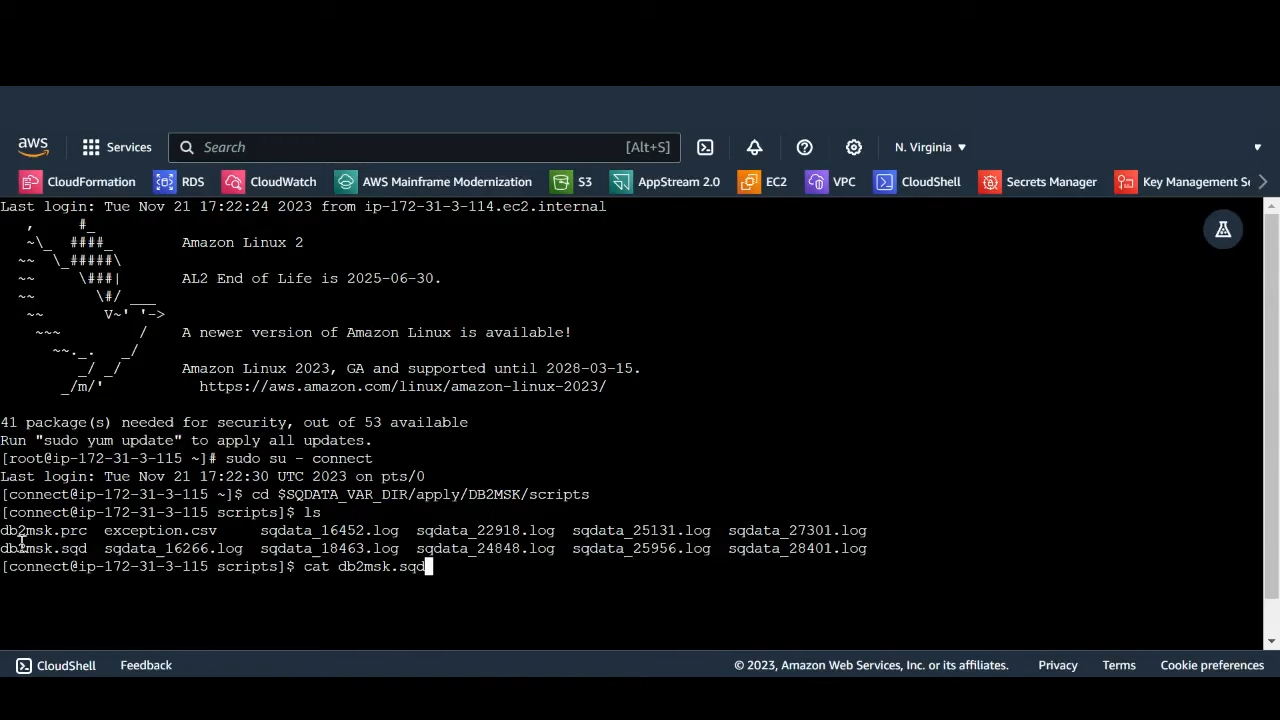 aws Services Search [Alt+S] N. Virginia
CloudFormation RDS CloudWatch AWS Mainframe Modernization S3 AppStream 2.0 EC2 VPC CloudShell Secrets Manager Key Management Se
Last login: Tue Nov 21 17:22:24 2023 from ip-172-31-3-114.ec2.internal
,      #_
~\_  ####_        Amazon Linux 2
~~  \_#####\
~~     \###|       AL2 End of Life is 2025-06-30.
~~       \#/ ___
~~       V~' '->
~~~         /    A newer version of Amazon Linux is available!
~~._.   _/
_/ _/       Amazon Linux 2023, GA and supported until 2028-03-15.
_/m/'           https://aws.amazon.com/linux/amazon-linux-2023/
41 package(s) needed for security, out of 53 available
Run "sudo yum update" to apply all updates.
[root@ip-172-31-3-115 ~]# sudo su - connect
Last login: Tue Nov 21 17:22:30 UTC 2023 on pts/0
[connect@ip-172-31-3-115 ~]$ cd $SQDATA_VAR_DIR/apply/DB2MSK/scripts
[connect@ip-172-31-3-115 scripts]$ ls
db2msk.prc  exception.csv     sqdata_16452.log  sqdata_22918.log  sqdata_25131.log  sqdata_27301.log
db2msk.sqd  sqdata_16266.log  sqdata_18463.log  sqdata_24848.log  sqdata_25956.log  sqdata_28401.log
[connect@ip-172-31-3-115 scripts]$ cat db2msk.sqd
CloudShell Feedback © 2023, Amazon Web Services, Inc. or its affiliates. Privacy Terms Cookie preferences